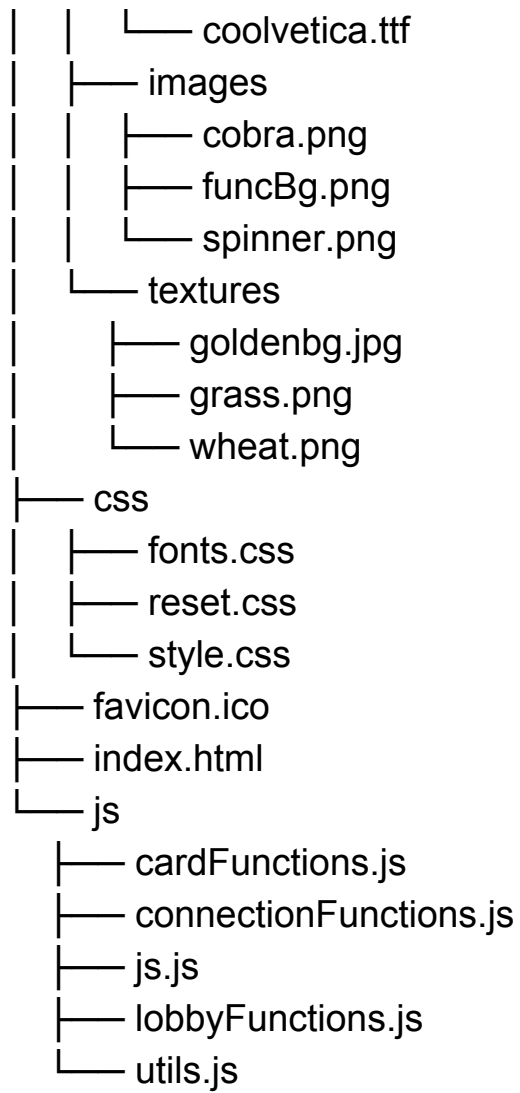 │   │   └── coolvetica.ttf
│   ├── images
│   │   ├── cobra.png
│   │   ├── funcBg.png
│   │   └── spinner.png
│   └── textures
│       ├── goldenbg.jpg
│       ├── grass.png
│       └── wheat.png
├── css
│   ├── fonts.css
│   ├── reset.css
│   └── style.css
├── favicon.ico
├── index.html
└── js
    ├── cardFunctions.js
    ├── connectionFunctions.js
    ├── js.js
    ├── lobbyFunctions.js
    └── utils.js